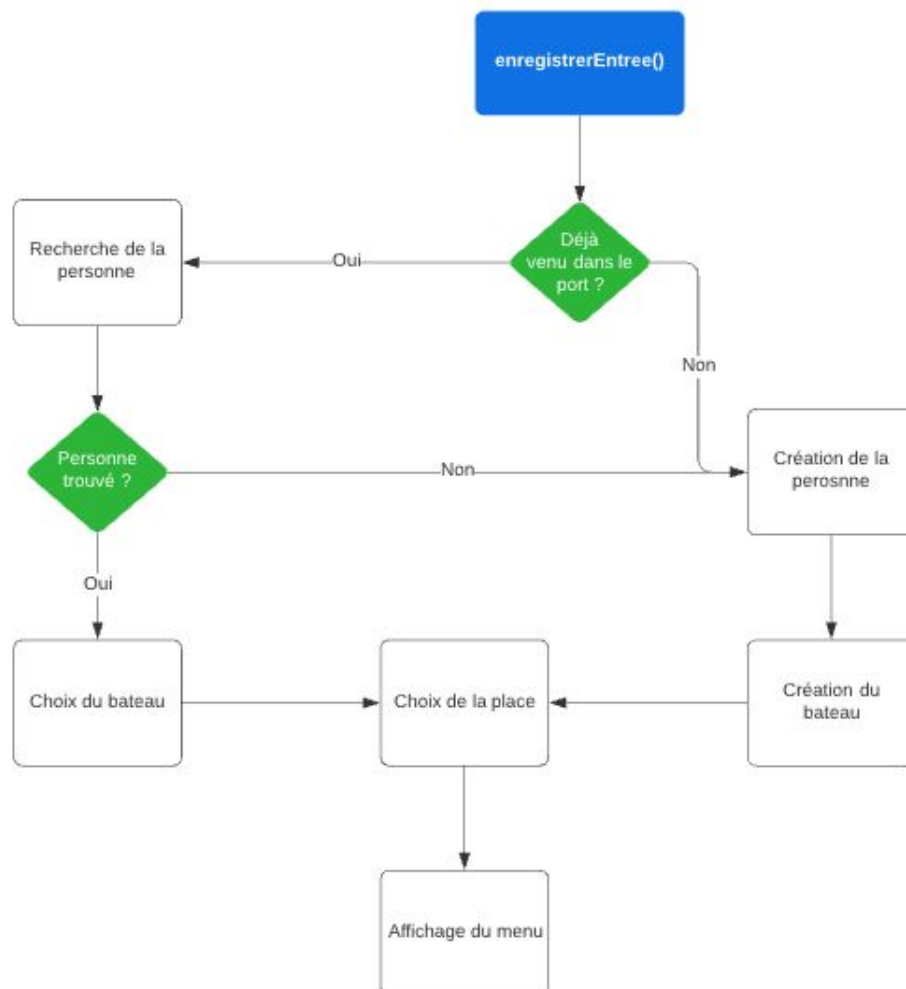 enregistrerEntree()
Déjà
venu dans le
port ?
Oui
Recherche de la
personne
Non
Personne
trouvé ?
Non
Création de la
perosnne
Oui
Choix du bateau
Choix de la place
Création du
bateau
Affichage du menu